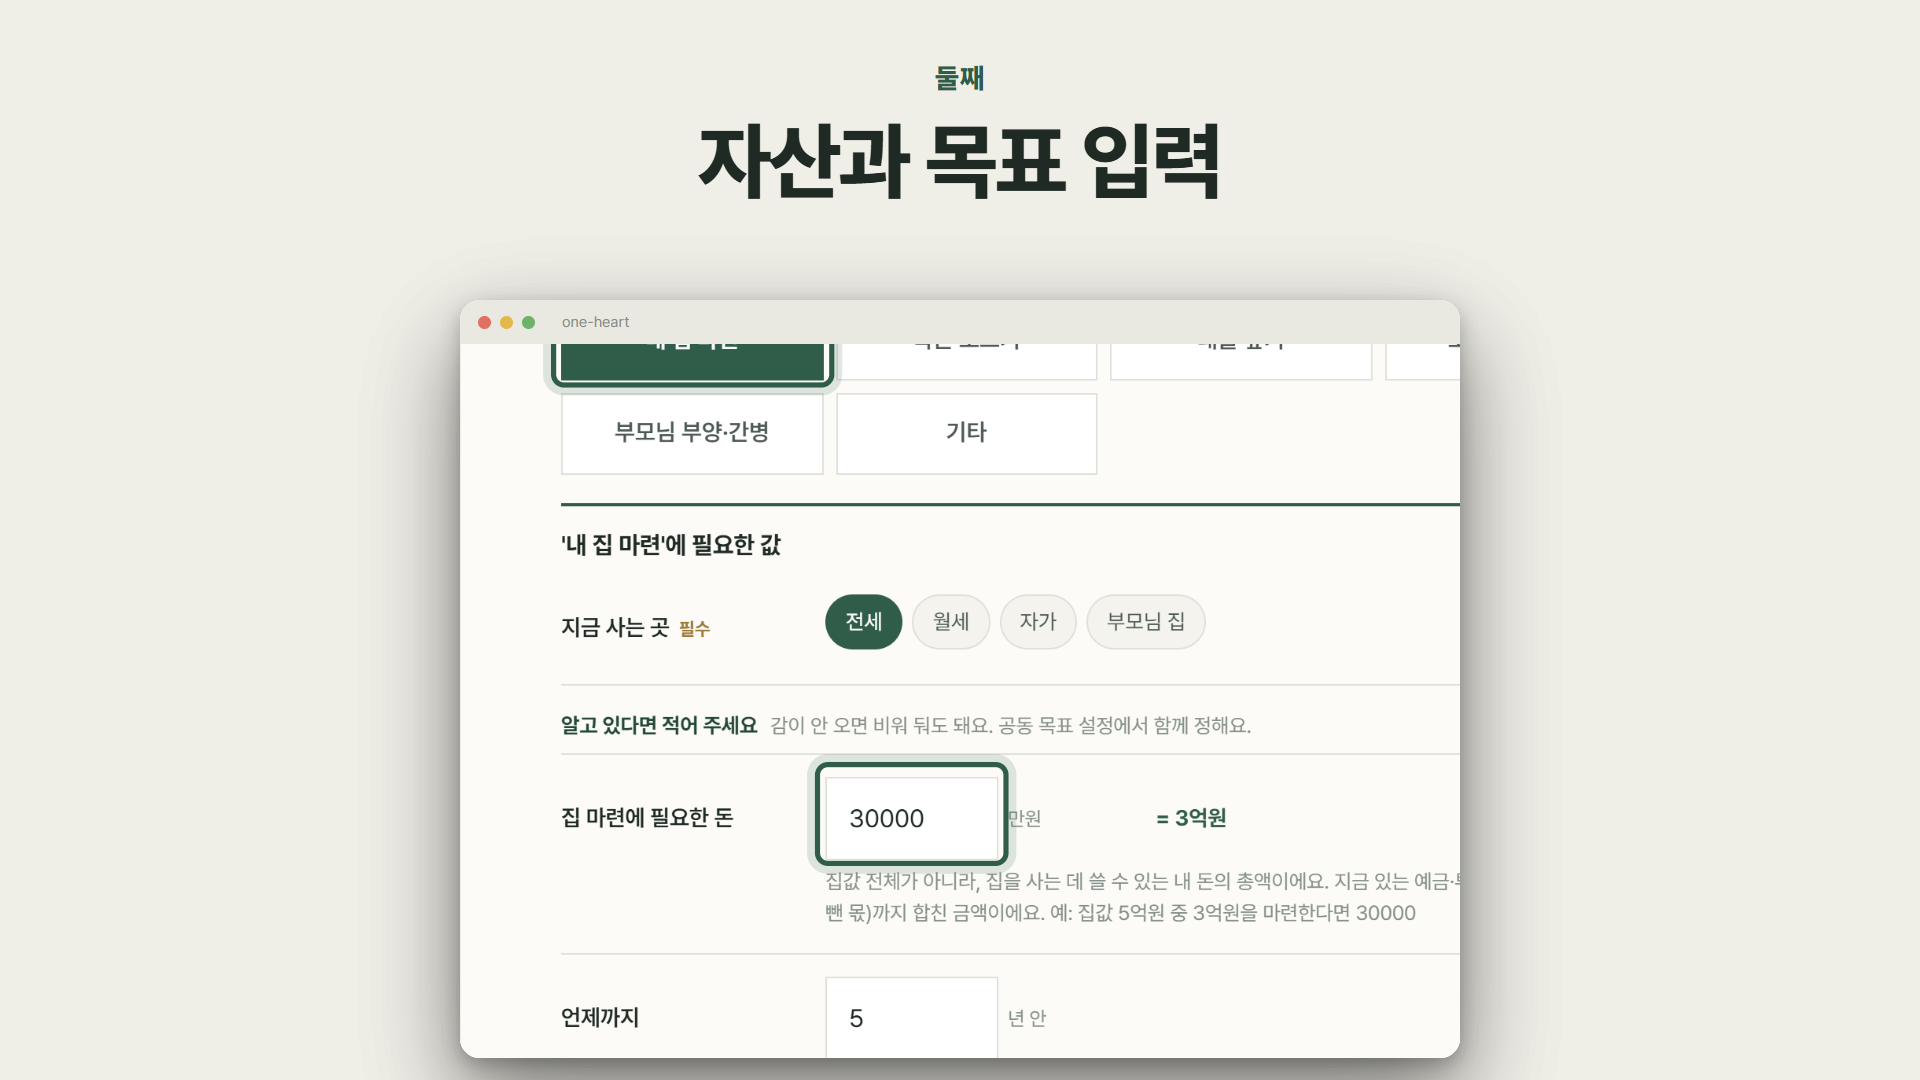 둘째
자산과 목표 입력
one-heart
부모님 부양·간병
기타
'내 집 마련'에 필요한 값
지금 사는 곳 필수
전세
월세
자가
부모님 집
알고 있다면 적어 주세요 감이 안 오면 비워 둬도 돼요. 공동 목표 설정에서 함께 정해요.
집 마련에 필요한 돈
30000 만원
= 3억원
집값 전체가 아니라, 집을 사는 데 쓸 수 있는 내 돈의 총액이에요. 지금 있는 예금·
뺀 몫)까지 합친 금액이에요. 예: 집값 5억원 중 3억원을 마련한다면 30000
언제까지
5 년 안